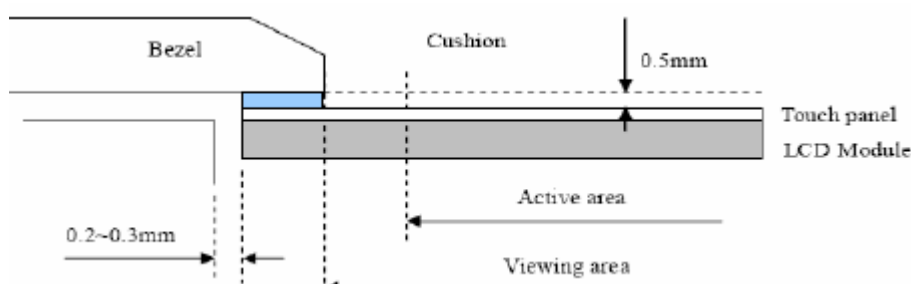 Bezel
Cushion
0.5mm
Touch panel
LCD Module
Active area
0.2~0.3mm
Viewing area